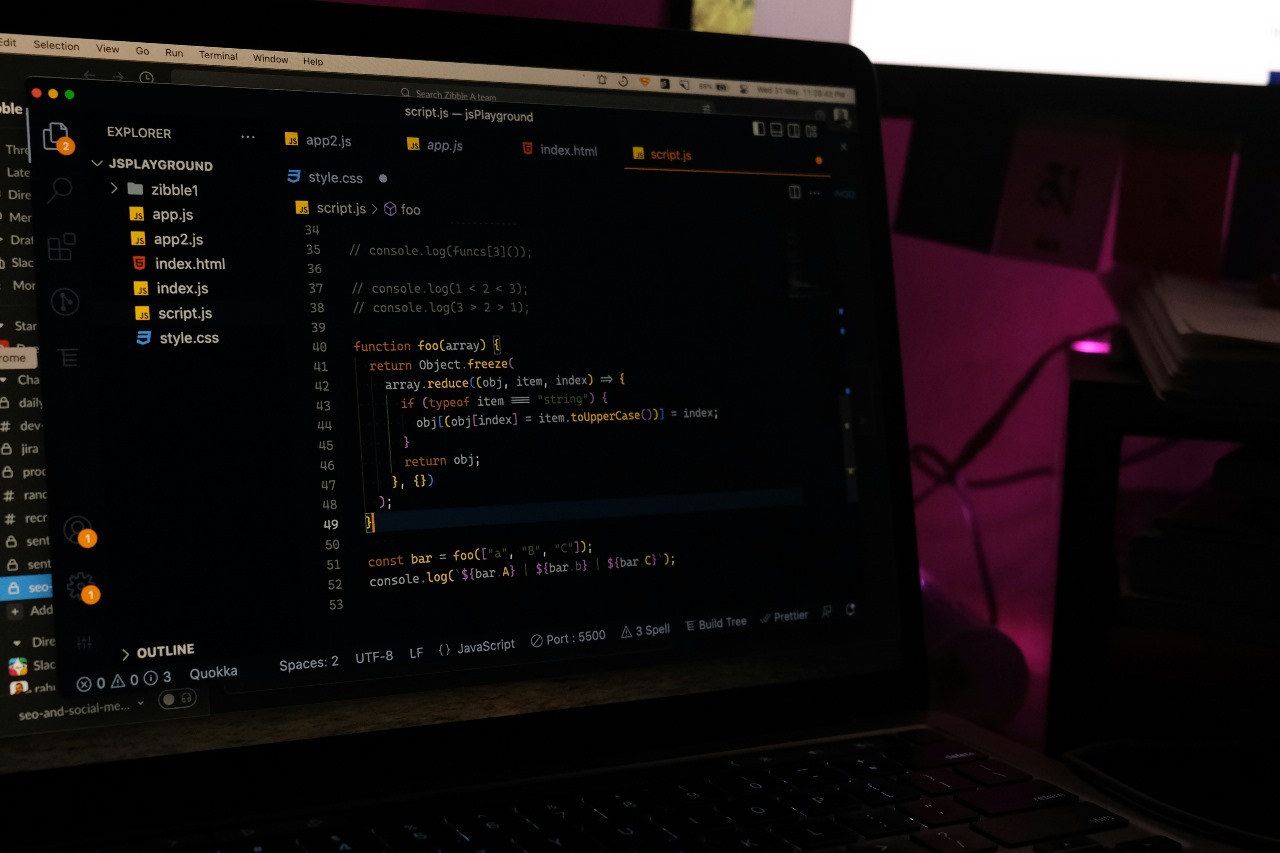 Edit Selection View Go Run Terminal Window Help
Wed 31 May
Search Zibble A team
script.js — jsPlayground
EXPLORER
JSPLAYGROUND
zibble1
app.js
app2.js
index.html
index.js
script.js
style.css
OUTLINE
app2.js app.js index.html script.js
style.css
script.js > foo
34
35 // console.log(funcs[3]());
36
37 // console.log(1 < 2 < 3);
38 // console.log(3 > 2 > 1);
39
40 function foo(array) {
41 return Object.freeze(
42 array.reduce((obj, item, index) => {
43 if (typeof item === "string") {
44 obj[(obj[index] = item.toUpperCase())] = index;
45 }
46 return obj;
47 }, {})
48 );
49 }
50
51 const bar = foo(["a", "B", "C"]);
52 console.log(`${bar.A} | ${bar.b} | ${bar.C}`);
53
2
1
1
0 0 3 Quokka Spaces: 2 UTF-8 LF {} JavaScript Port : 5500 3 Spell Build Tree Prettier
bble
Thre
Late
Dire
Mer
Draf
Slac
Mor
Star
rome
Cha
daily
# dev-
jira
proc
# rand
# recr
sent
sent
seo-
+ Add
Dire
Slac
rahu
seo-and-social-me...
delete
return
shift